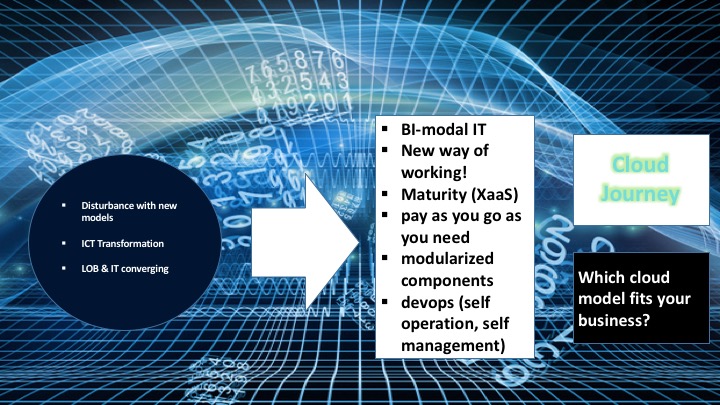 ▪ Disturbance with new
models
▪ ICT Transformation
▪ LOB & IT converging
▪ BI-modal IT
▪ New way of
working!
▪ Maturity (XaaS)
▪ pay as you go as
you need
▪ modularized
components
▪ devops (self
operation, self
management)
Cloud
Journey
Which cloud
model fits your
business?